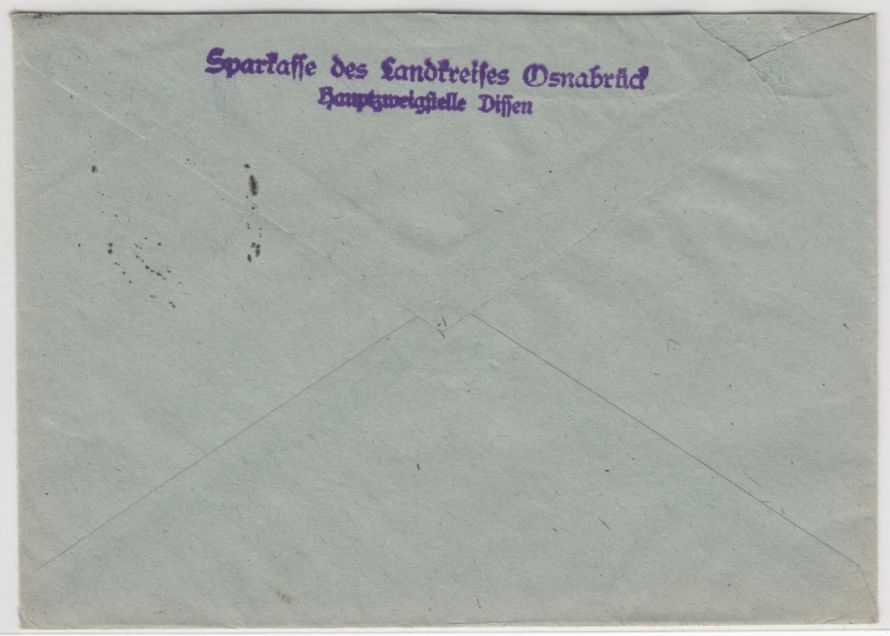 Sparkasse des Landkreises Osnabrück
Hauptzweigstelle Dissen